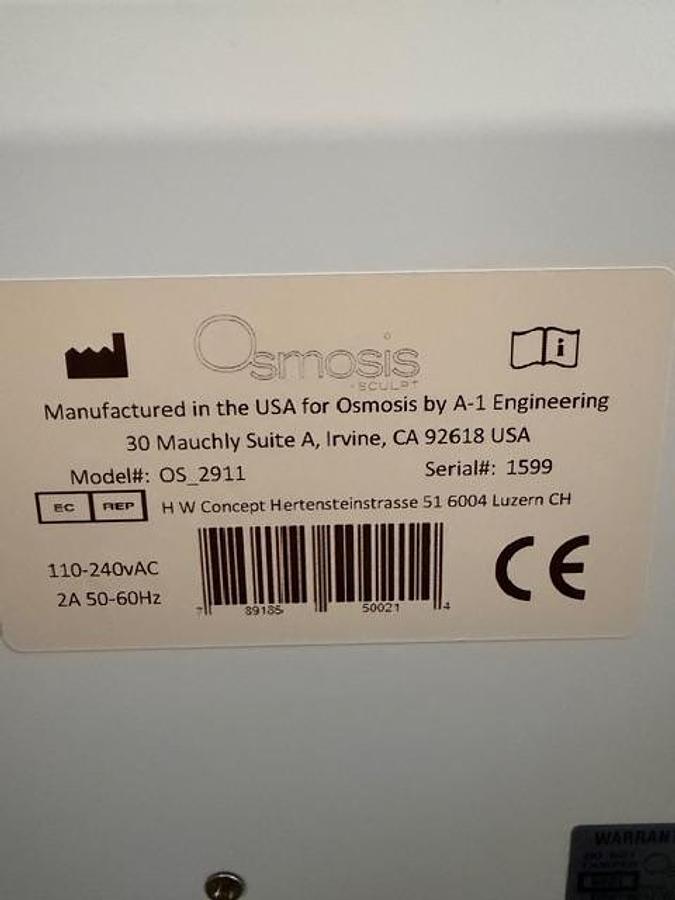 Osmosis
SCULPT
Manufactured in the USA for Osmosis by A-1 Engineering
30 Mauchly Suite A, Irvine, CA 92618 USA
Model#: OS_2911 Serial#: 1599
EC REP H W Concept Hertensteinstrasse 51 6004 Luzern CH
110-240vAC
2A 50-60Hz
7 89185 50021 4
CE
WARRAN